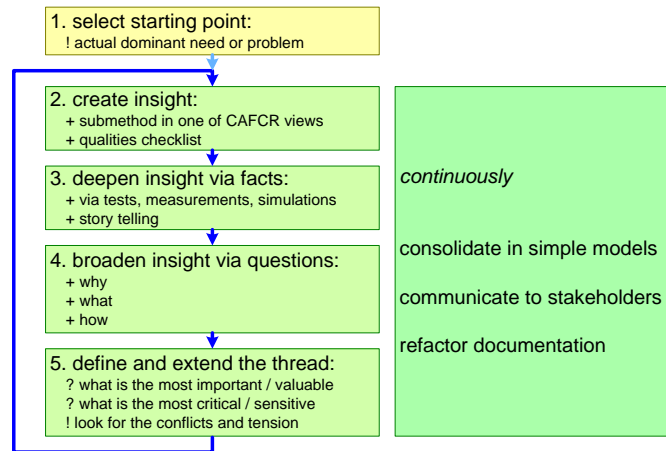 1. select starting point:
! actual dominant need or problem
2. create insight:
+ submethod in one of CAFCR views
+ qualities checklist
3. deepen insight via facts:
+ via tests, measurements, simulations
+ story telling
4. broaden insight via questions:
+ why
+ what
+ how
5. define and extend the thread:
? what is the most important / valuable
? what is the most critical / sensitive
! look for the conflicts and tension
continuously
consolidate in simple models
communicate to stakeholders
refactor documentation